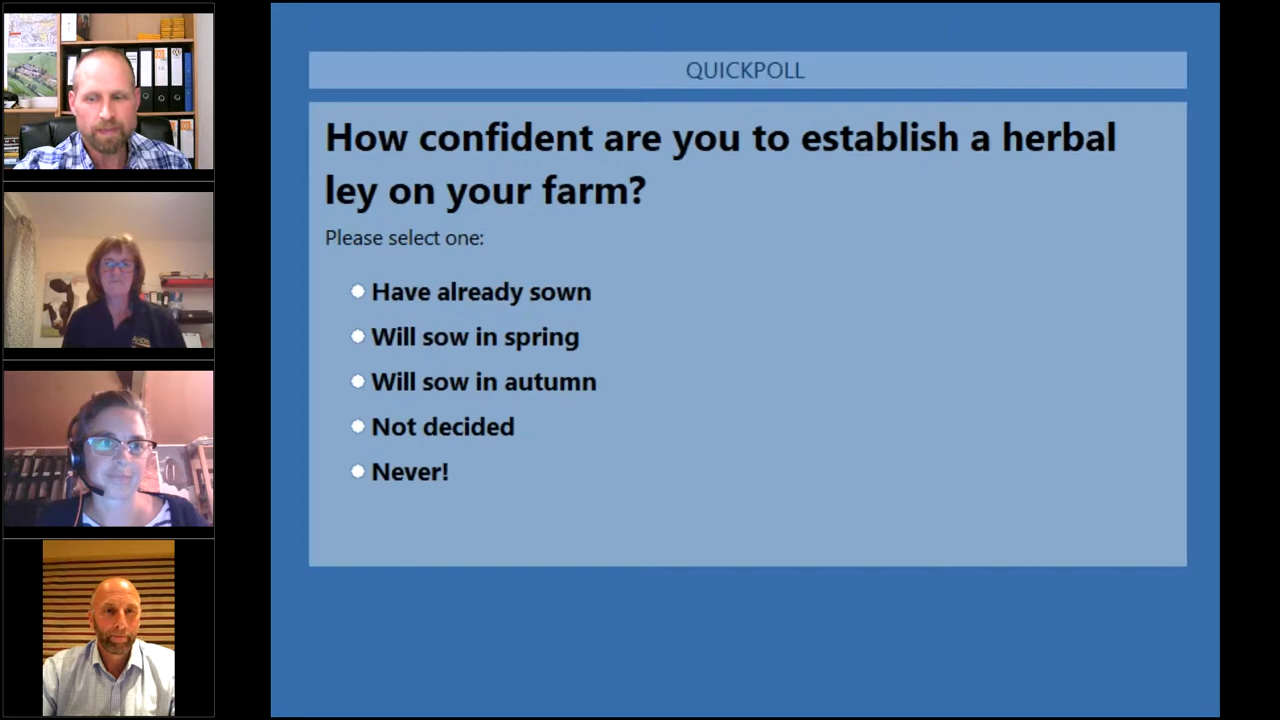 QUICKPOLL
How confident are you to establish a herbal
ley on your farm?
Please select one:
Have already sown
Will sow in spring
Will sow in autumn
Not decided
Never!